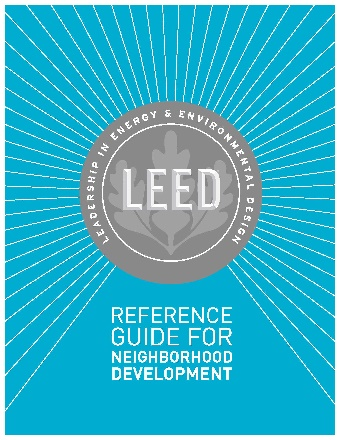 LEADERSHIP IN ENERGY & ENVIRONMENTAL DESIGN
LEED
REFERENCE
GUIDE FOR
NEIGHBORHOOD
DEVELOPMENT